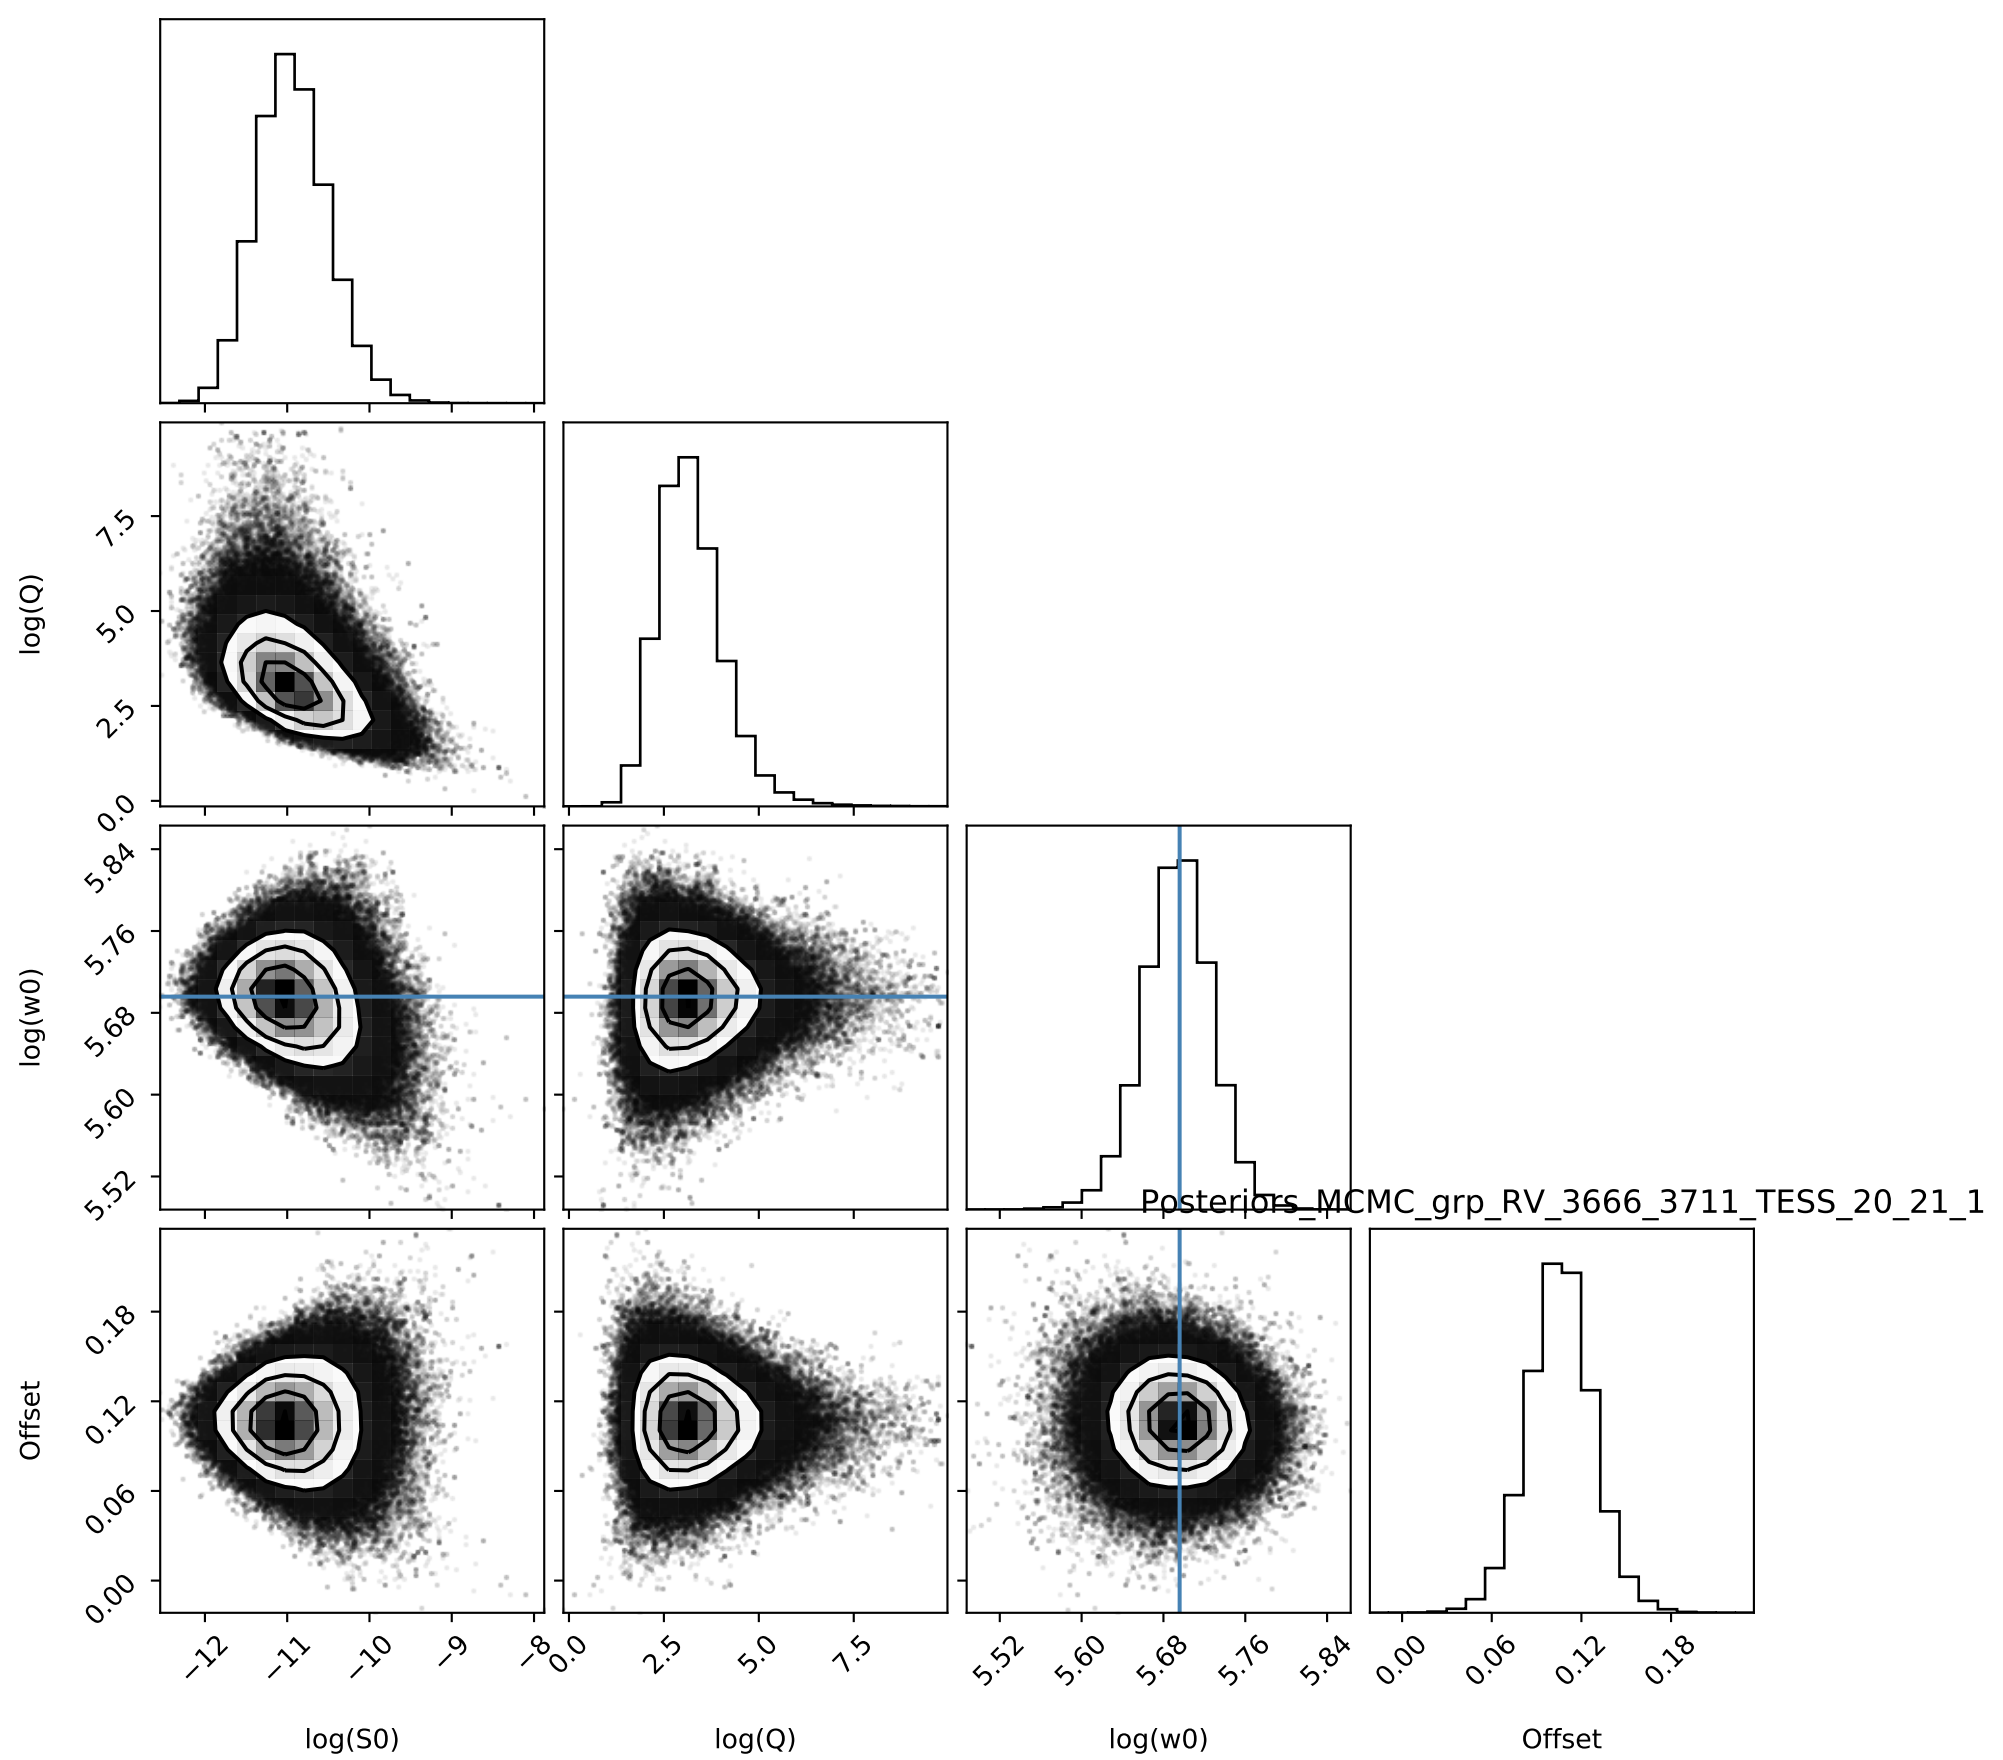 log(Q)
7.5
5.0
2.5
0.0
log(w0)
5.84
5.76
5.68
5.60
5.52
Posteriors_MCMC_grp_RV_3666_3711_TESS_20_21_1
Offset
0.18
0.12
0.06
0.00
−12 −11 −10 −9 −8 0.0 2.5 5.0 7.5 5.52 5.60 5.68 5.76 5.84 0.00 0.06 0.12 0.18
log(S0) log(Q) log(w0) Offset